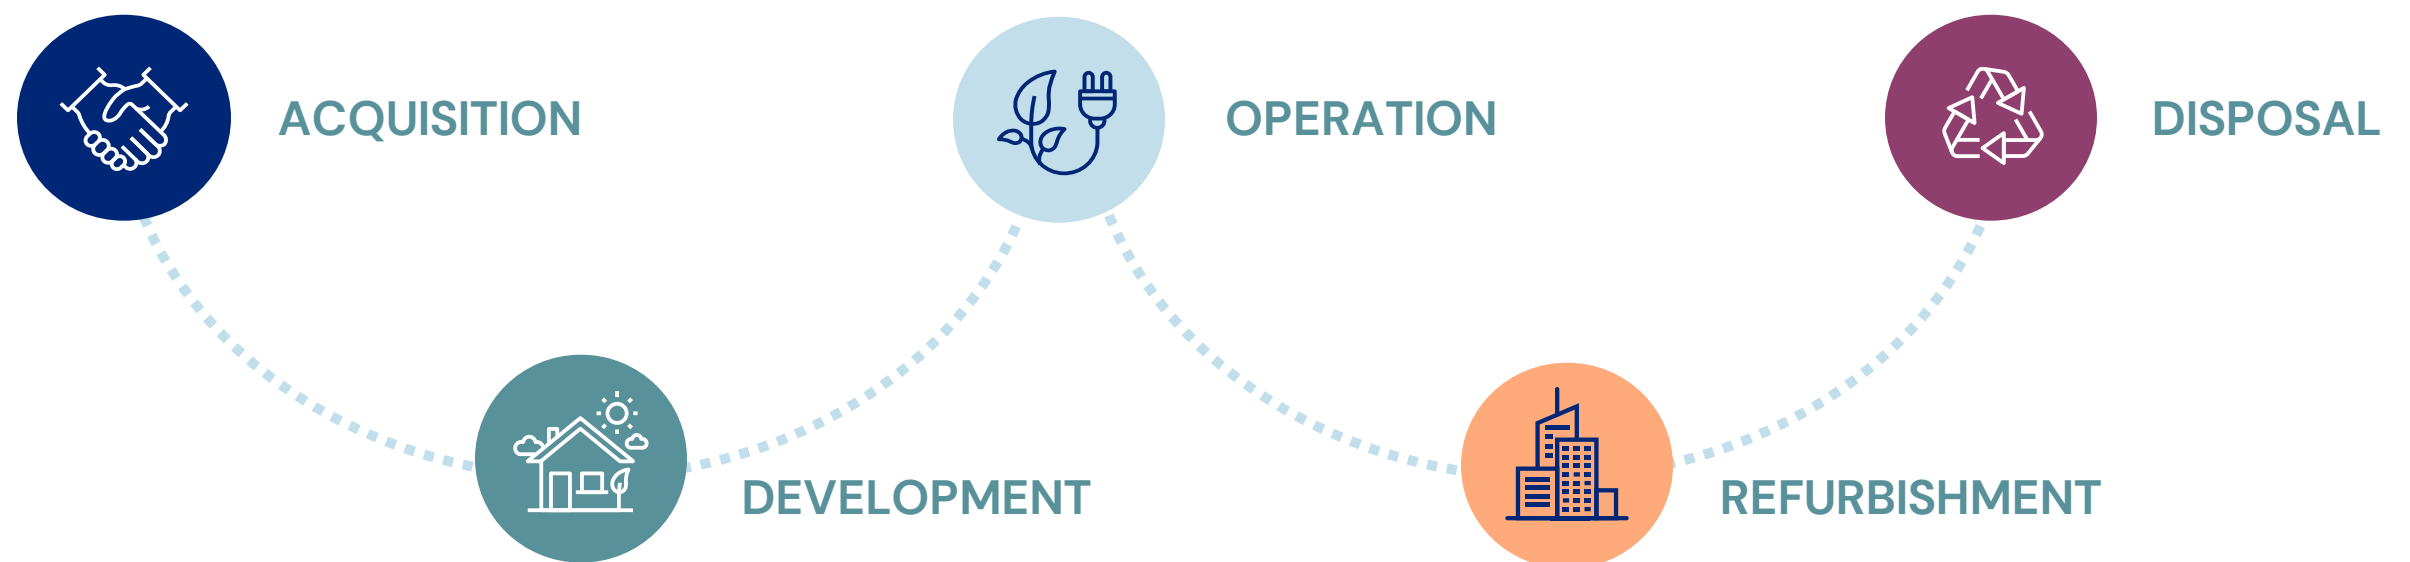 ACQUISITION
DEVELOPMENT
OPERATION
REFURBISHMENT
DISPOSAL